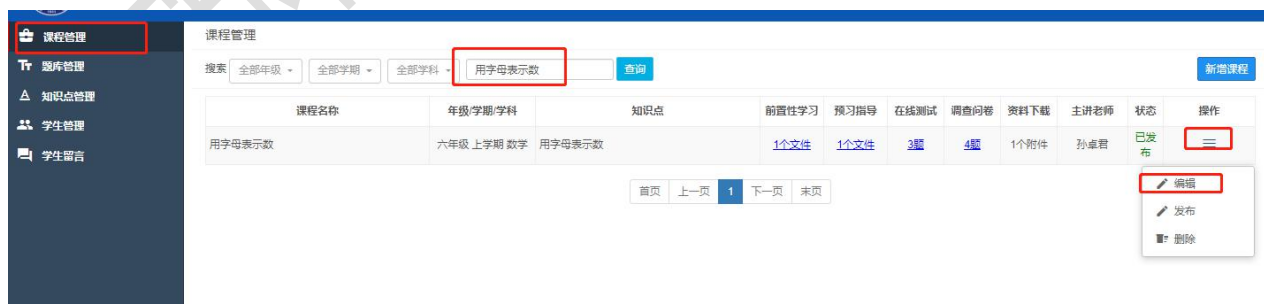 课程管理
题库管理
知识点管理
学生管理
学生留言
课程管理
搜索 全部年级 全部学期 全部学科 用字母表示数 查询 新增课程
课程名称 年级/学期/学科 知识点 前置性学习 预习指导 在线测试 调查问卷 资料下载 主讲老师 状态 操作
用字母表示数 六年级 上学期 数学 用字母表示数 1个文件 1个文件 3题 4题 1个附件 孙卓君 已发布
首页 上一页 1 下一页 末页
编辑
发布
删除